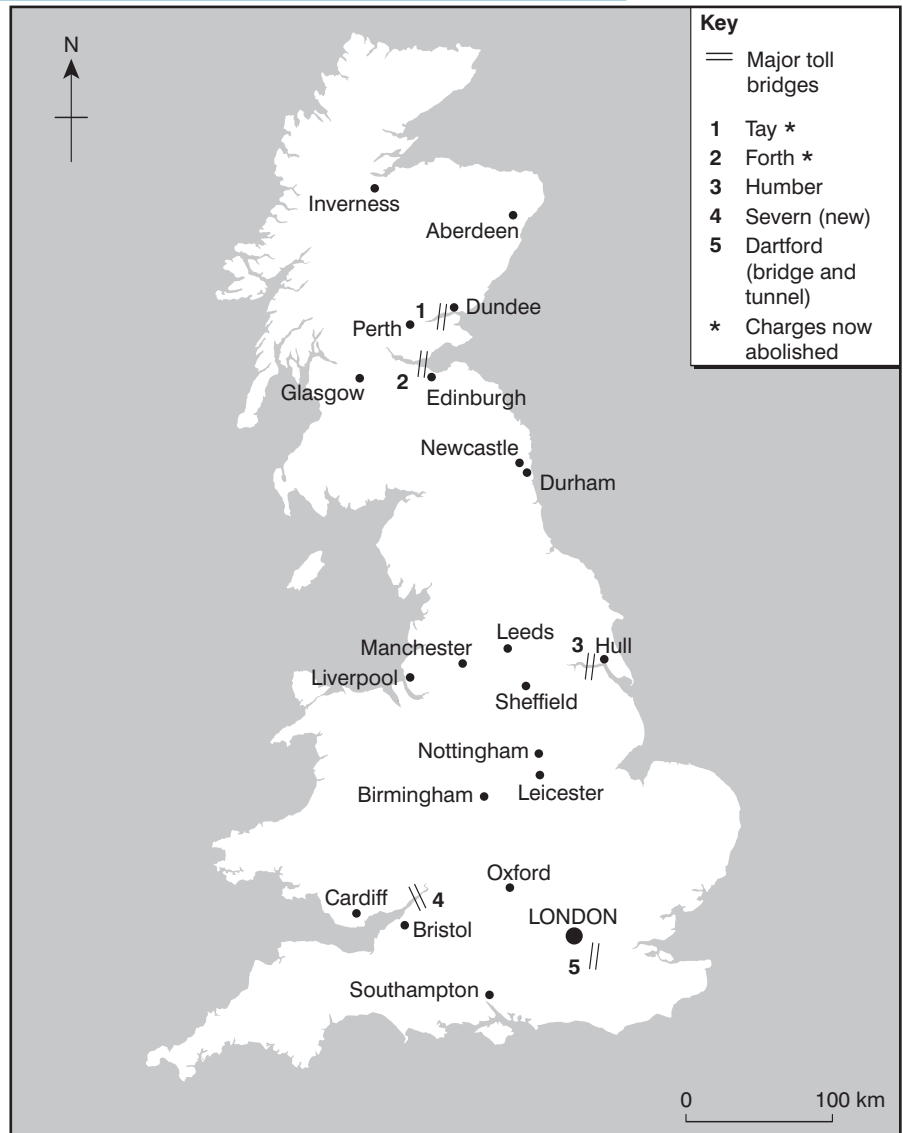 N
Key
Major toll
bridges
1 Tay *
2 Forth *
3 Humber
4 Severn (new)
5 Dartford
(bridge and
tunnel)
* Charges now
abolished
Inverness
Aberdeen
1
Dundee
Perth
2
Glasgow
Edinburgh
Newcastle
Durham
Leeds
3 Hull
Manchester
Liverpool
Sheffield
Nottingham
Leicester
Birmingham
Oxford
Cardiff
4
LONDON
Bristol
5
Southampton
0 100 km